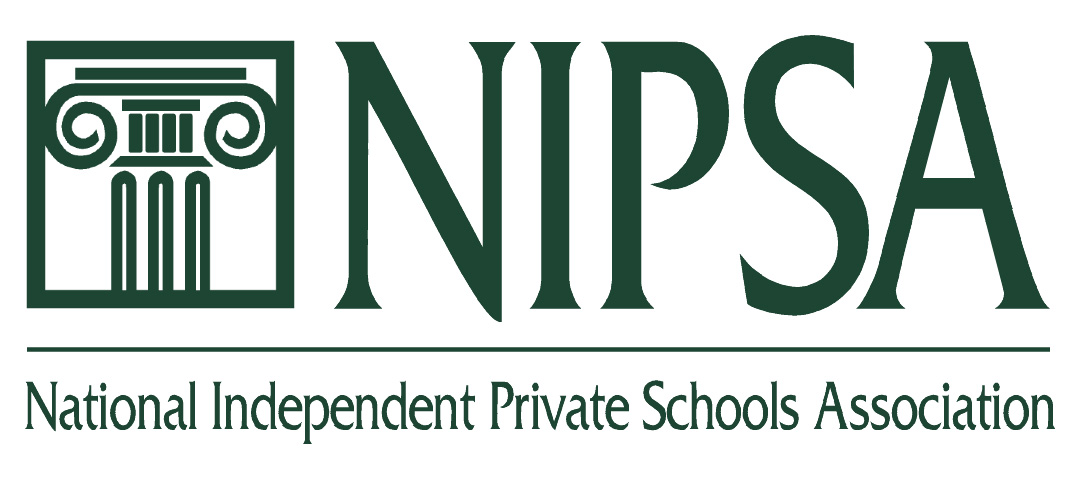 NIPSA
National Independent Private Schools Association